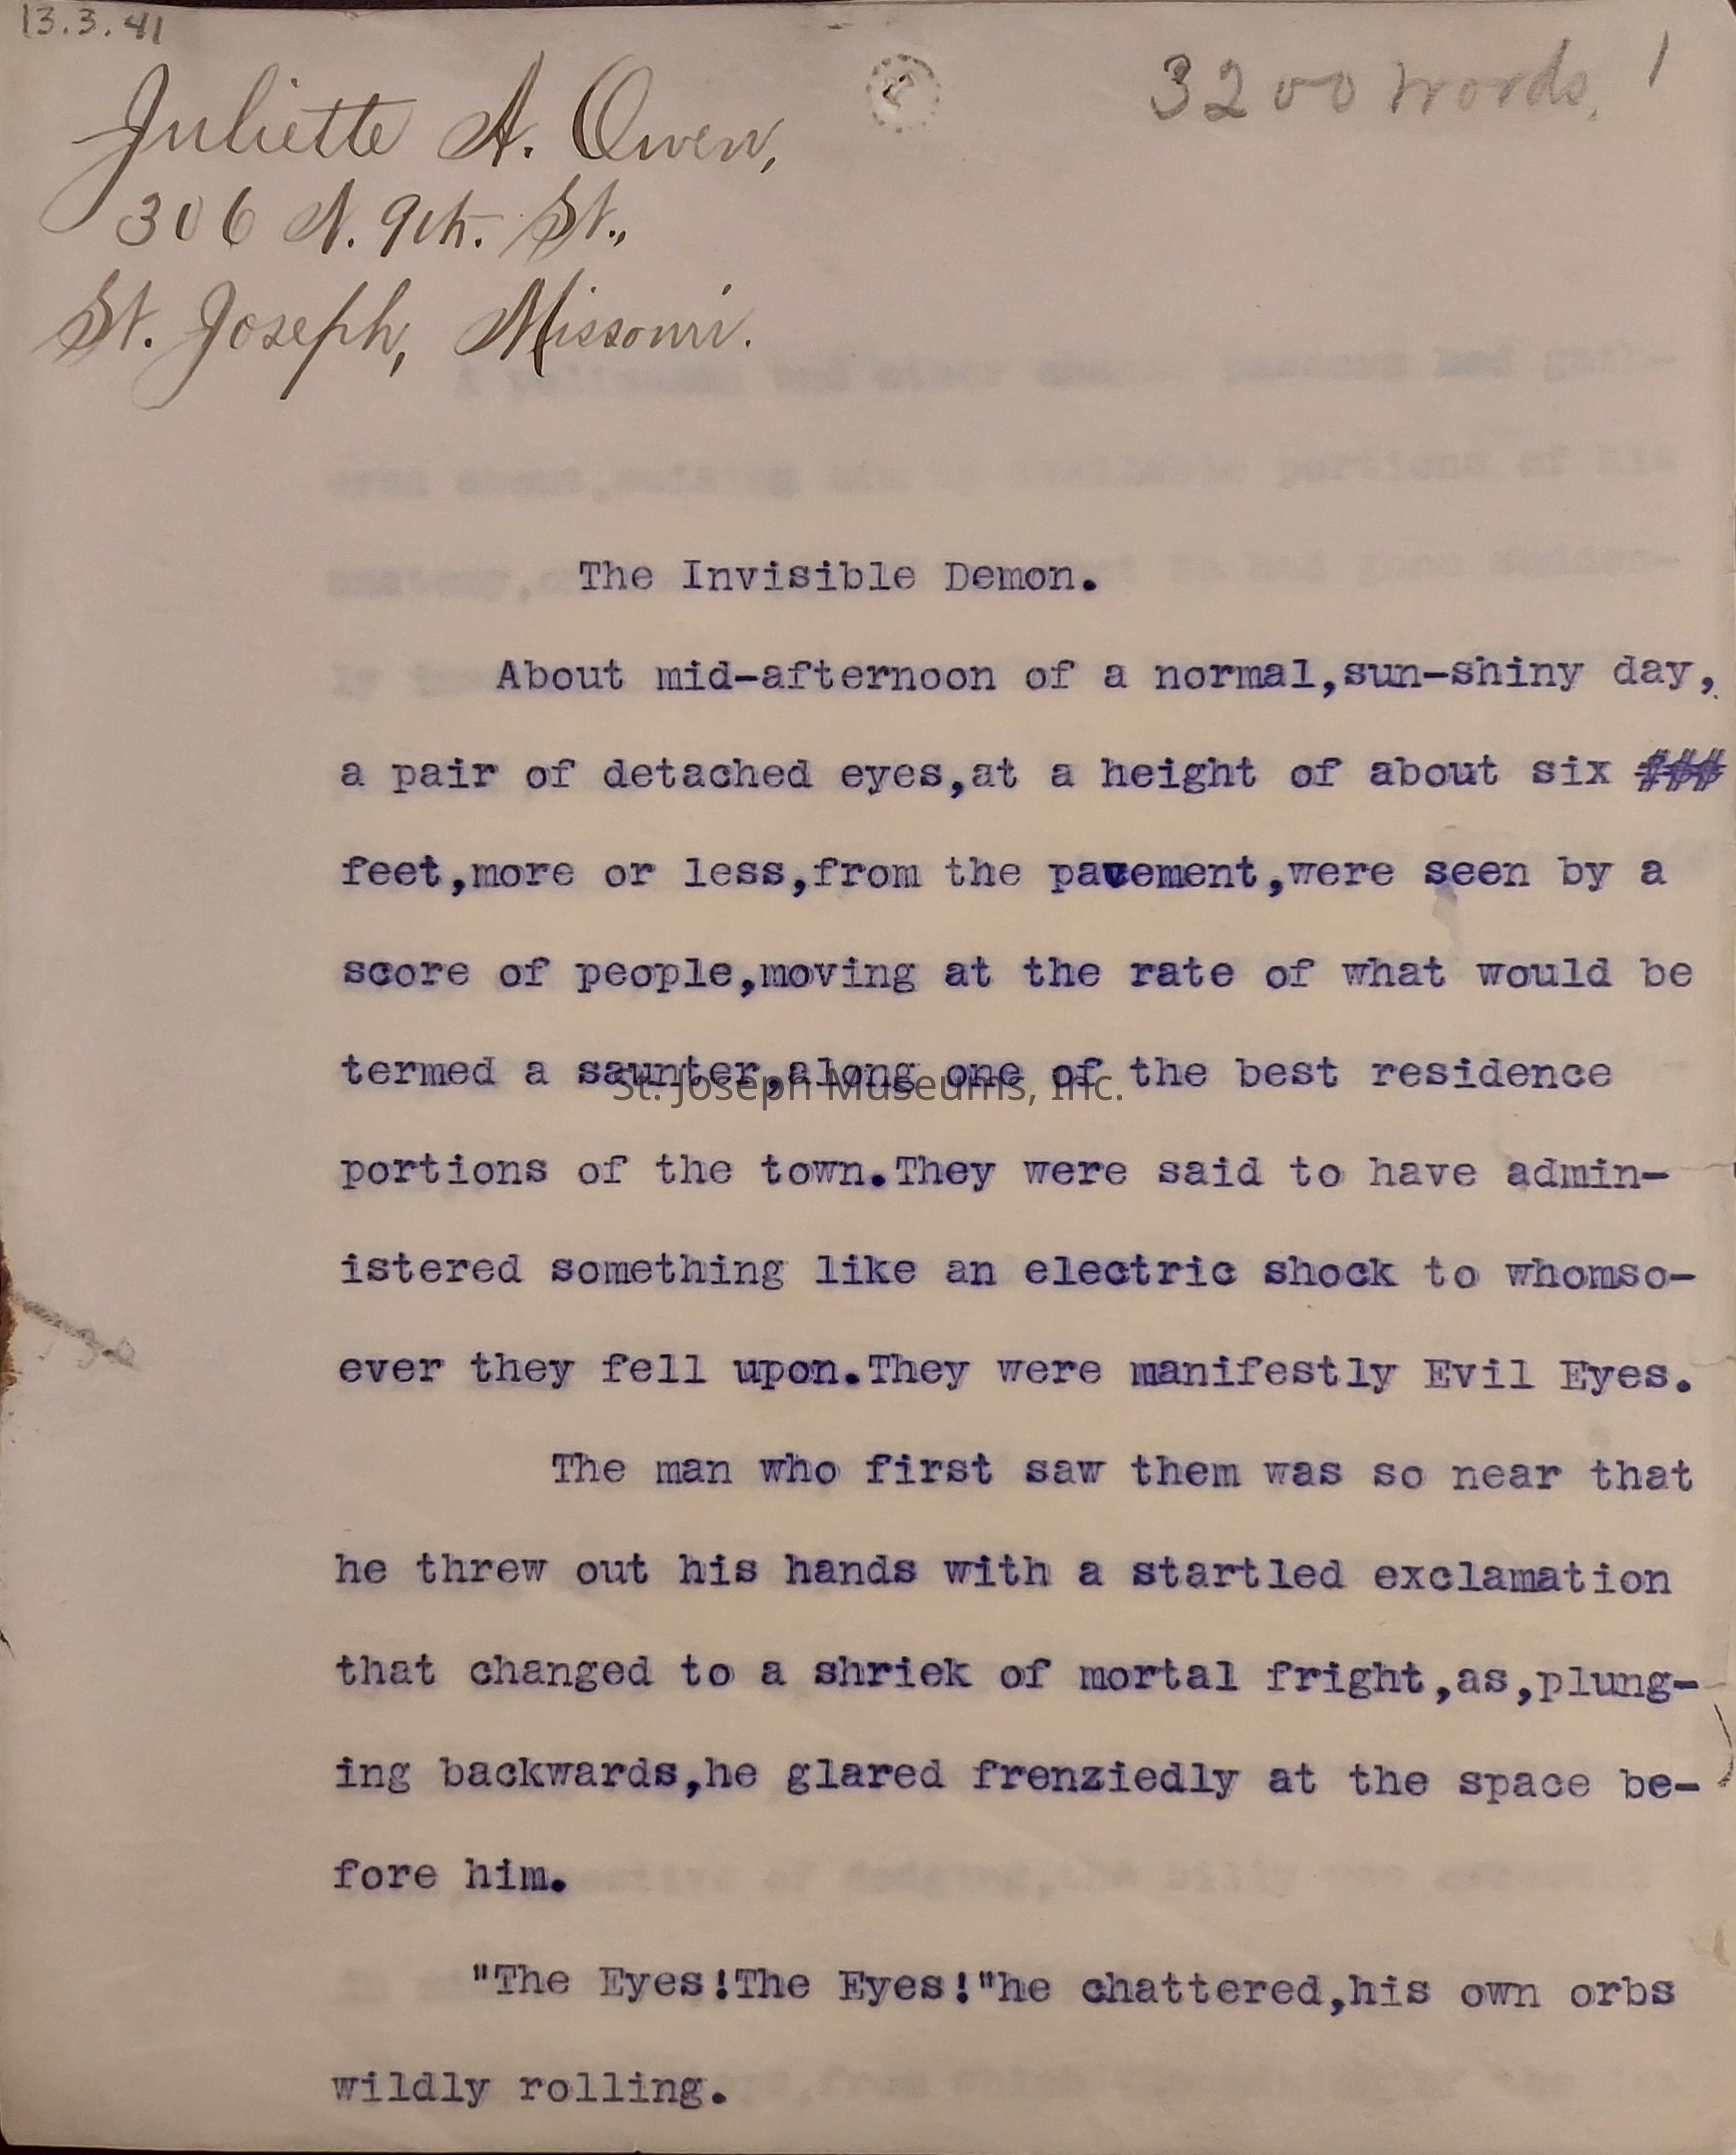 13.3.41
Juliette A. Owen,
306 N. 9th. St.,
St. Joseph, Missouri.
3200 words. 1
The Invisible Demon.
About mid-afternoon of a normal,sun-shiny day,
a pair of detached eyes,at a height of about six
feet,more or less,from the pavement,were seen by a
score of people,moving at the rate of what would be
termed a saunter,along one of the best residence
St. Joseph Museums, Inc.
portions of the town.They were said to have admin-
istered something like an electric shock to whomso-
ever they fell upon.They were manifestly Evil Eyes.
The man who first saw them was so near that
he threw out his hands with a startled exclamation
that changed to a shriek of mortal fright,as,plung-
ing backwards,he glared frenziedly at the space be-
fore him.
"The Eyes!The Eyes!"he chattered,his own orbs
wildly rolling.